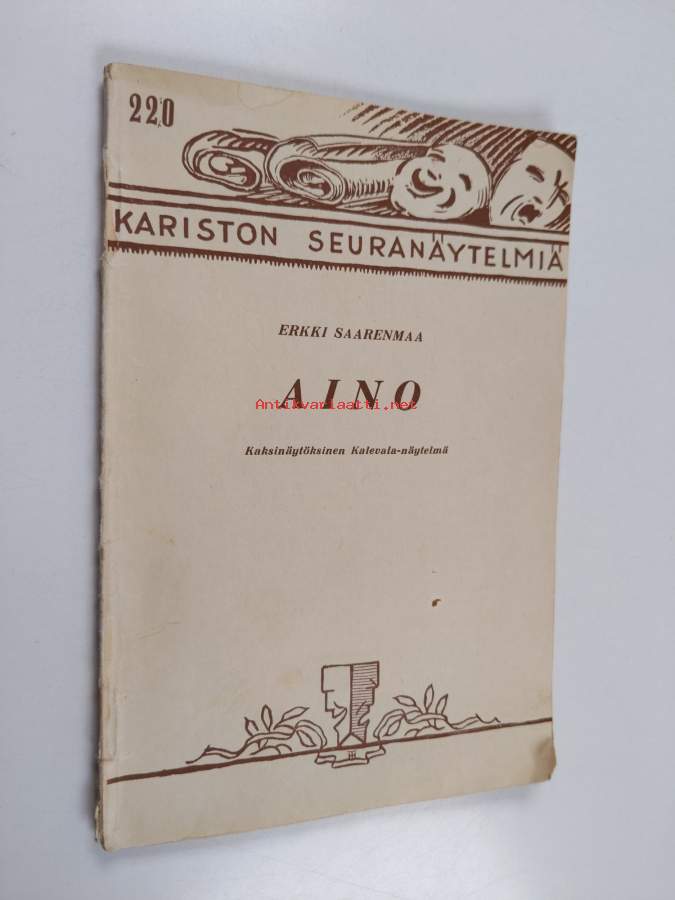 220
KARISTON SEURANÄYTELMIÄ
ERKKI SAARENMAA
AINO
Antikvariaatti.net
Kaksinäytöksinen Kalevala-näytelmä